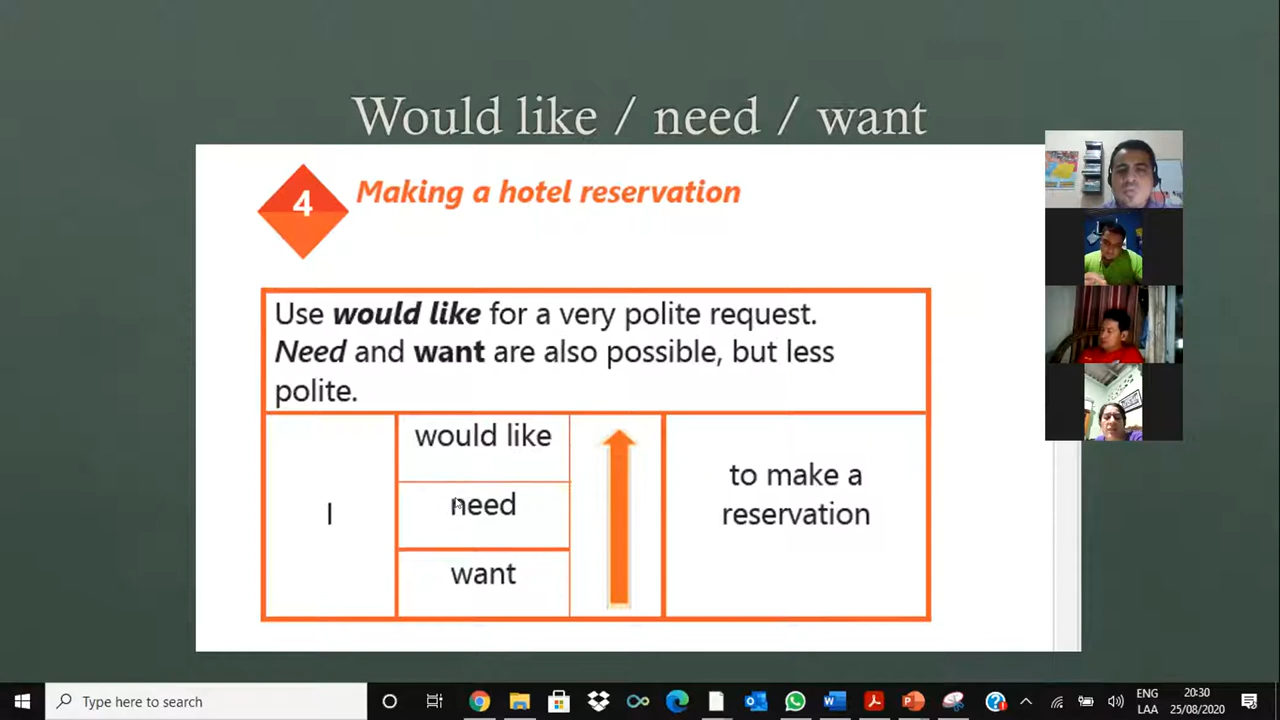 Would like / need / want
4
Making a hotel reservation
Use would like for a very polite request.
Need and want are also possible, but less
polite.
I
would like
need
want
to make a
reservation
Type here to search
ENG
LAA
20:30
25/08/2020